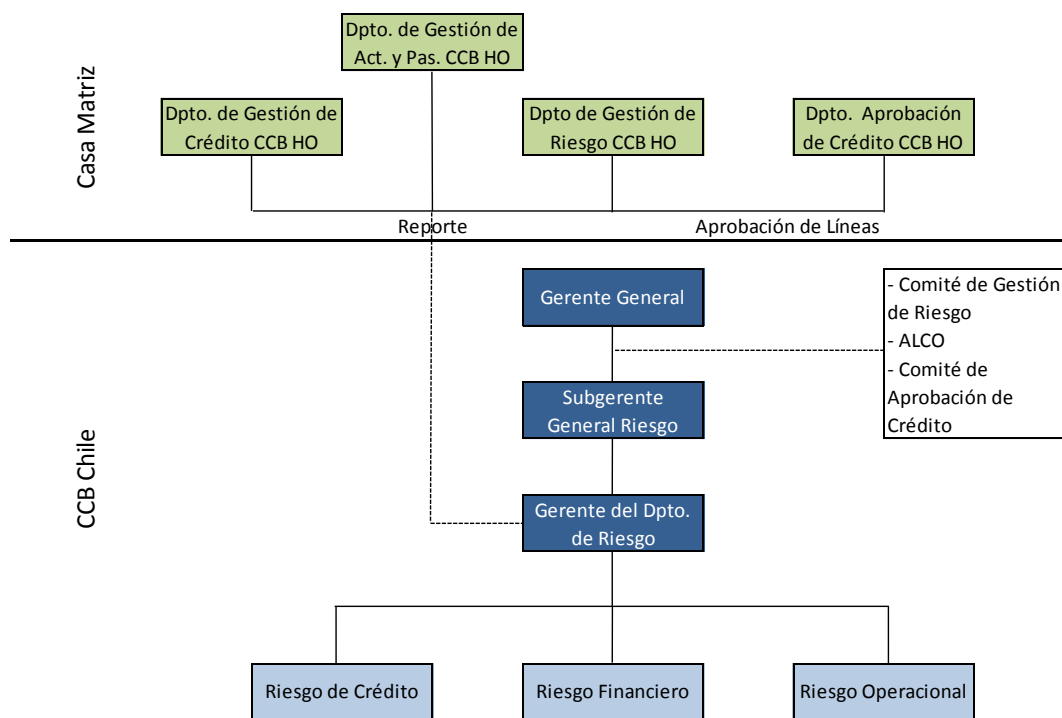 Casa Matriz
Dpto. de Gestión de
Act. y Pas. CCB HO
Dpto. de Gestión de
Crédito CCB HO
Dpto de Gestión de
Riesgo CCB HO
Dpto. Aprobación
de Crédito CCB HO
Reporte
Aprobación de Líneas
CCB Chile
Gerente General
- Comité de Gestión
de Riesgo
- ALCO
- Comité de
Aprobación de
Crédito
Subgerente
General Riesgo
Gerente del Dpto.
de Riesgo
Riesgo de Crédito
Riesgo Financiero
Riesgo Operacional